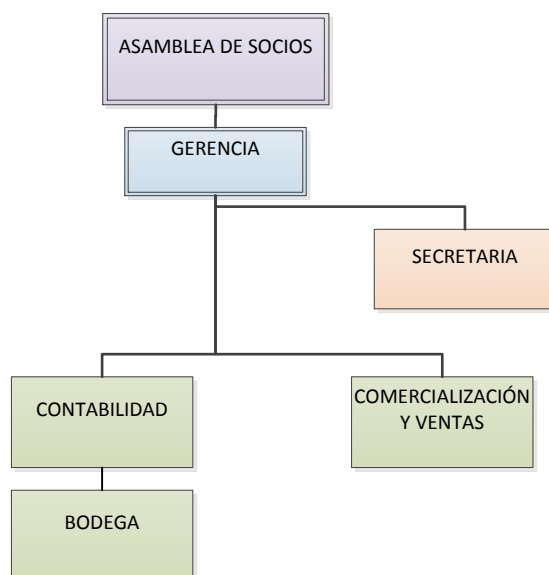 ASAMBLEA DE SOCIOS
GERENCIA
SECRETARIA
CONTABILIDAD
COMERCIALIZACIÓN
Y VENTAS
BODEGA